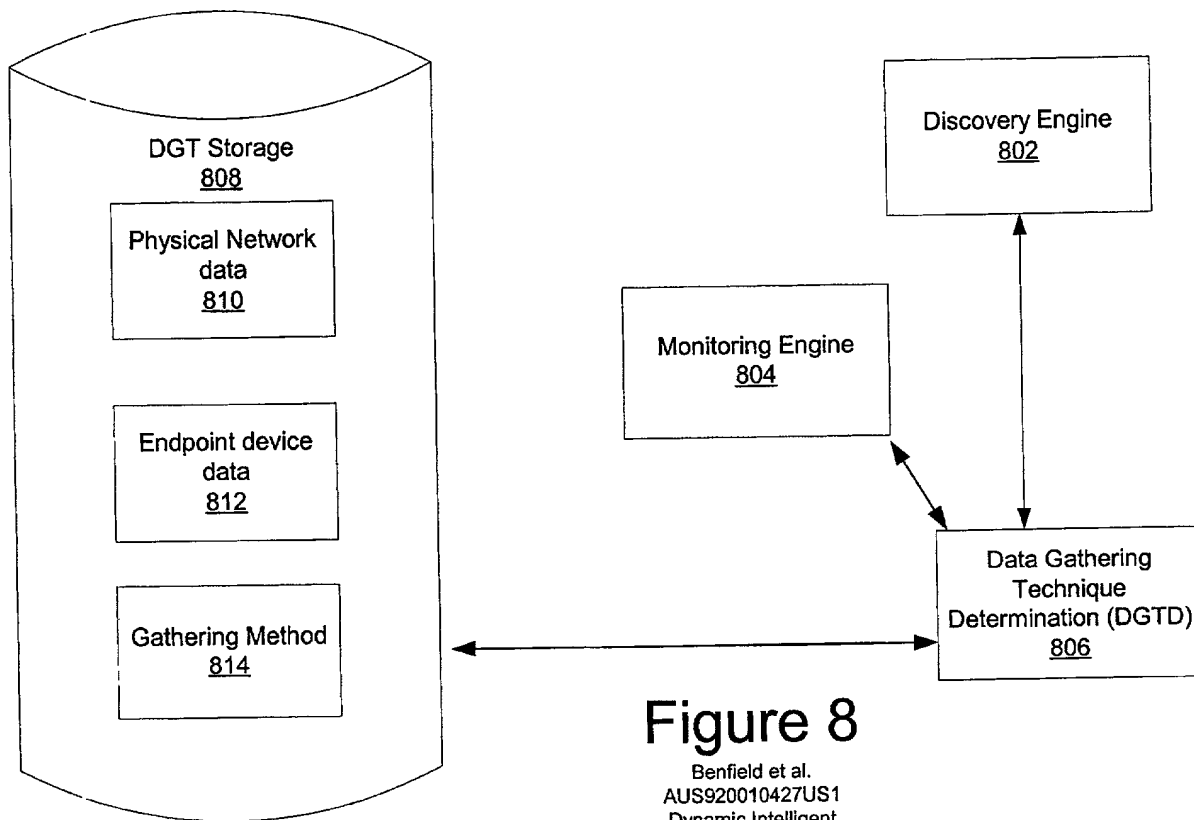 DGT Storage
808
Physical Network
data
810
Endpoint device
data
812
Gathering Method
814
Discovery Engine
802
Monitoring Engine
804
Data Gathering
Technique
Determination (DGTD)
806
Figure 8
Benfield et al.
AUS920010427US1
Dynamic Intelligent